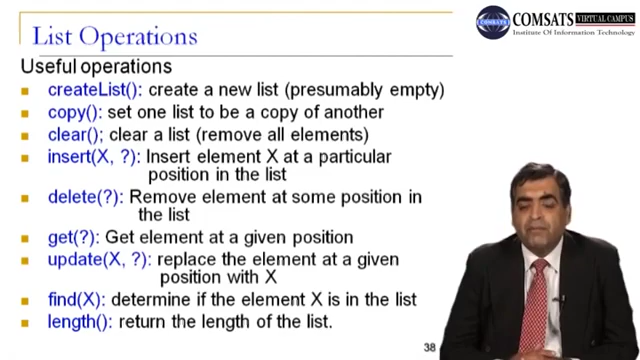 List Operations
COMSATS
COMSATS VIRTUAL CAMPUS
Institute Of Information Technology
Useful operations
createList(): create a new list (presumably empty)
copy(): set one list to be a copy of another
clear(); clear a list (remove all elements)
insert(X, ?): Insert element X at a particular
position in the list
delete(?): Remove element at some position in
the list
get(?): Get element at a given position
update(X, ?): replace the element at a given
position with X
find(X): determine if the element X is in the list
length(): return the length of the list.
38